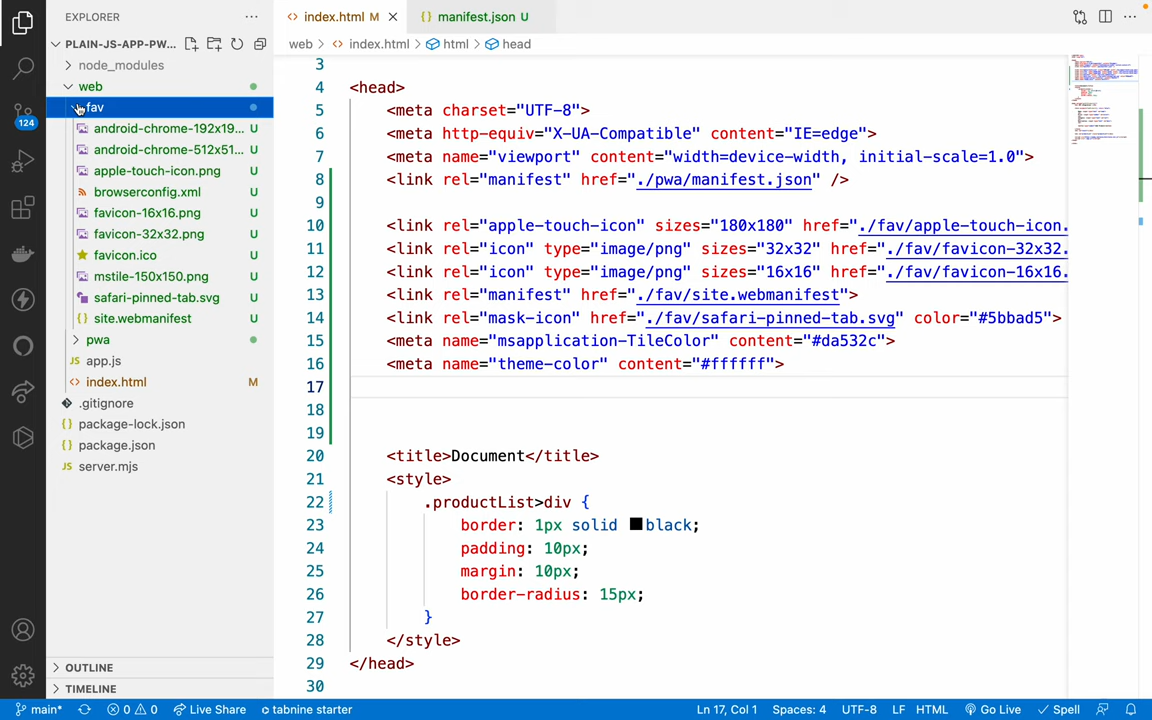 EXPLORER
index.html M
manifest.json U
PLAIN-JS-APP-PW...
web > index.html > html > head
node_modules
web
fav
android-chrome-192x19... U
android-chrome-512x51... U
apple-touch-icon.png U
browserconfig.xml U
favicon-16x16.png U
favicon-32x32.png U
favicon.ico U
mstile-150x150.png U
safari-pinned-tab.svg U
site.webmanifest U
pwa
app.js
index.html M
.gitignore
package-lock.json
package.json
server.mjs
OUTLINE
TIMELINE
124
3
4 <head>
5 <meta charset="UTF-8">
6 <meta http-equiv="X-UA-Compatible" content="IE=edge">
7 <meta name="viewport" content="width=device-width, initial-scale=1.0">
8 <link rel="manifest" href="./pwa/manifest.json" />
9
10 <link rel="apple-touch-icon" sizes="180x180" href="./fav/apple-touch-icon.
11 <link rel="icon" type="image/png" sizes="32x32" href="./fav/favicon-32x32.
12 <link rel="icon" type="image/png" sizes="16x16" href="./fav/favicon-16x16.
13 <link rel="manifest" href="./fav/site.webmanifest">
14 <link rel="mask-icon" href="./fav/safari-pinned-tab.svg" color="#5bbad5">
15 <meta name="msapplication-TileColor" content="#da532c">
16 <meta name="theme-color" content="#ffffff">
17
18
19
20 <title>Document</title>
21 <style>
22 .productList>div {
23 border: 1px solid black;
24 padding: 10px;
25 margin: 10px;
26 border-radius: 15px;
27 }
28 </style>
29 </head>
30
main* 0 0 Live Share tabnine starter Ln 17, Col 1 Spaces: 4 UTF-8 LF HTML Go Live Spell